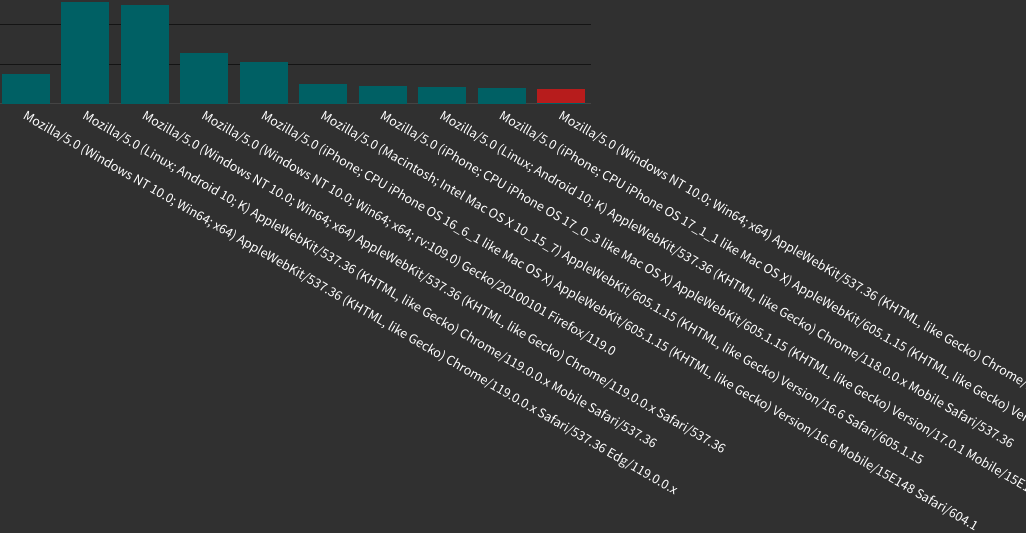 Mozilla/5.0 (Windows NT 10.0; Win64; x64) AppleWebKit/537.36 (KHTML, like Gecko) Chrome/119.0.0.x Safari/537.36 Edg/119.0.0.x
Mozilla/5.0 (Linux; Android 10; K) AppleWebKit/537.36 (KHTML, like Gecko) Chrome/119.0.0.x Mobile Safari/537.36
Mozilla/5.0 (Windows NT 10.0; Win64; x64) AppleWebKit/537.36 (KHTML, like Gecko) Chrome/119.0.0.x Safari/537.36
Mozilla/5.0 (Windows NT 10.0; Win64; x64; rv:109.0) Gecko/20100101 Firefox/119.0
Mozilla/5.0 (iPhone; CPU iPhone OS 16_6_1 like Mac OS X) AppleWebKit/605.1.15 (KHTML, like Gecko) Version/16.6 Mobile/15E148 Safari/604.1
Mozilla/5.0 (Macintosh; Intel Mac OS X 10_15_7) AppleWebKit/605.1.15 (KHTML, like Gecko) Version/16.6 Safari/605.1.15
Mozilla/5.0 (iPhone; CPU iPhone OS 17_0_3 like Mac OS X) AppleWebKit/605.1.15 (KHTML, like Gecko) Version/17.0.1 Mobile/15E1
Mozilla/5.0 (Linux; Android 10; K) AppleWebKit/537.36 (KHTML, like Gecko) Chrome/118.0.0.x Mobile Safari/537.36
Mozilla/5.0 (iPhone; CPU iPhone OS 17_1_1 like Mac OS X) AppleWebKit/605.1.15 (KHTML, like Gecko) Ver
Mozilla/5.0 (Windows NT 10.0; Win64; x64) AppleWebKit/537.36 (KHTML, like Gecko) Chrome/